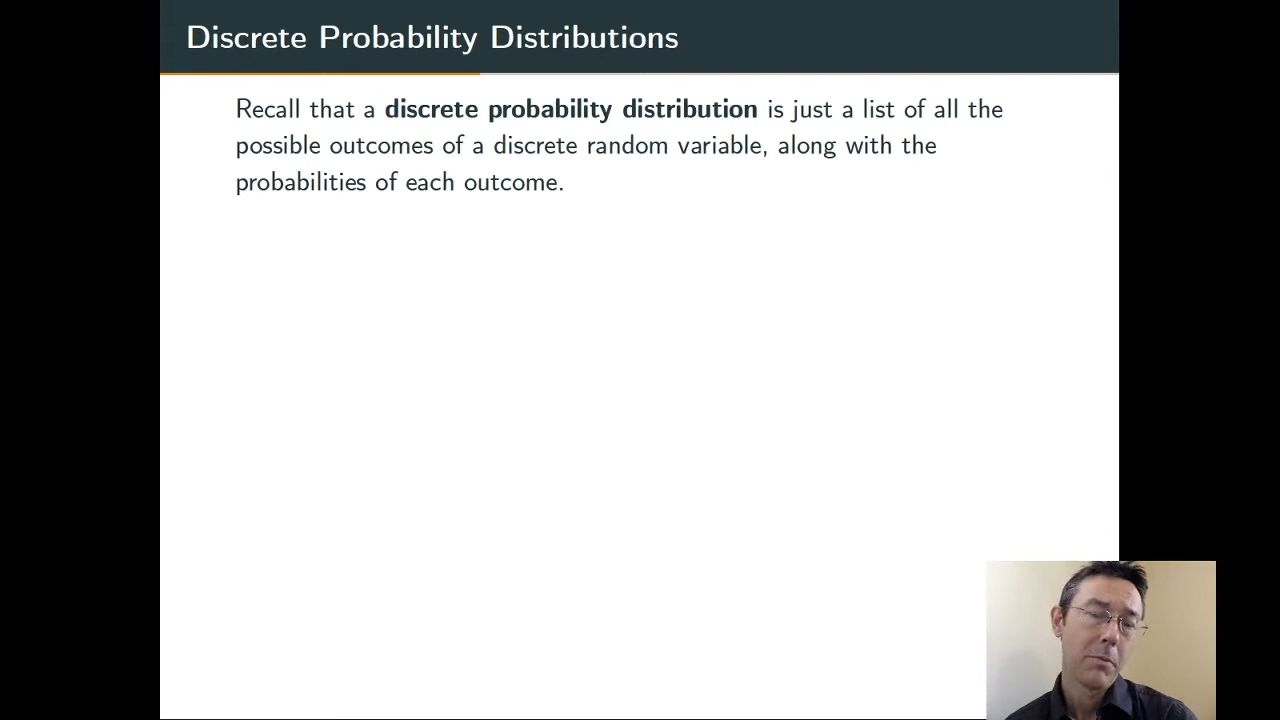 Discrete Probability Distributions
Recall that a discrete probability distribution is just a list of all the
possible outcomes of a discrete random variable, along with the
probabilities of each outcome.